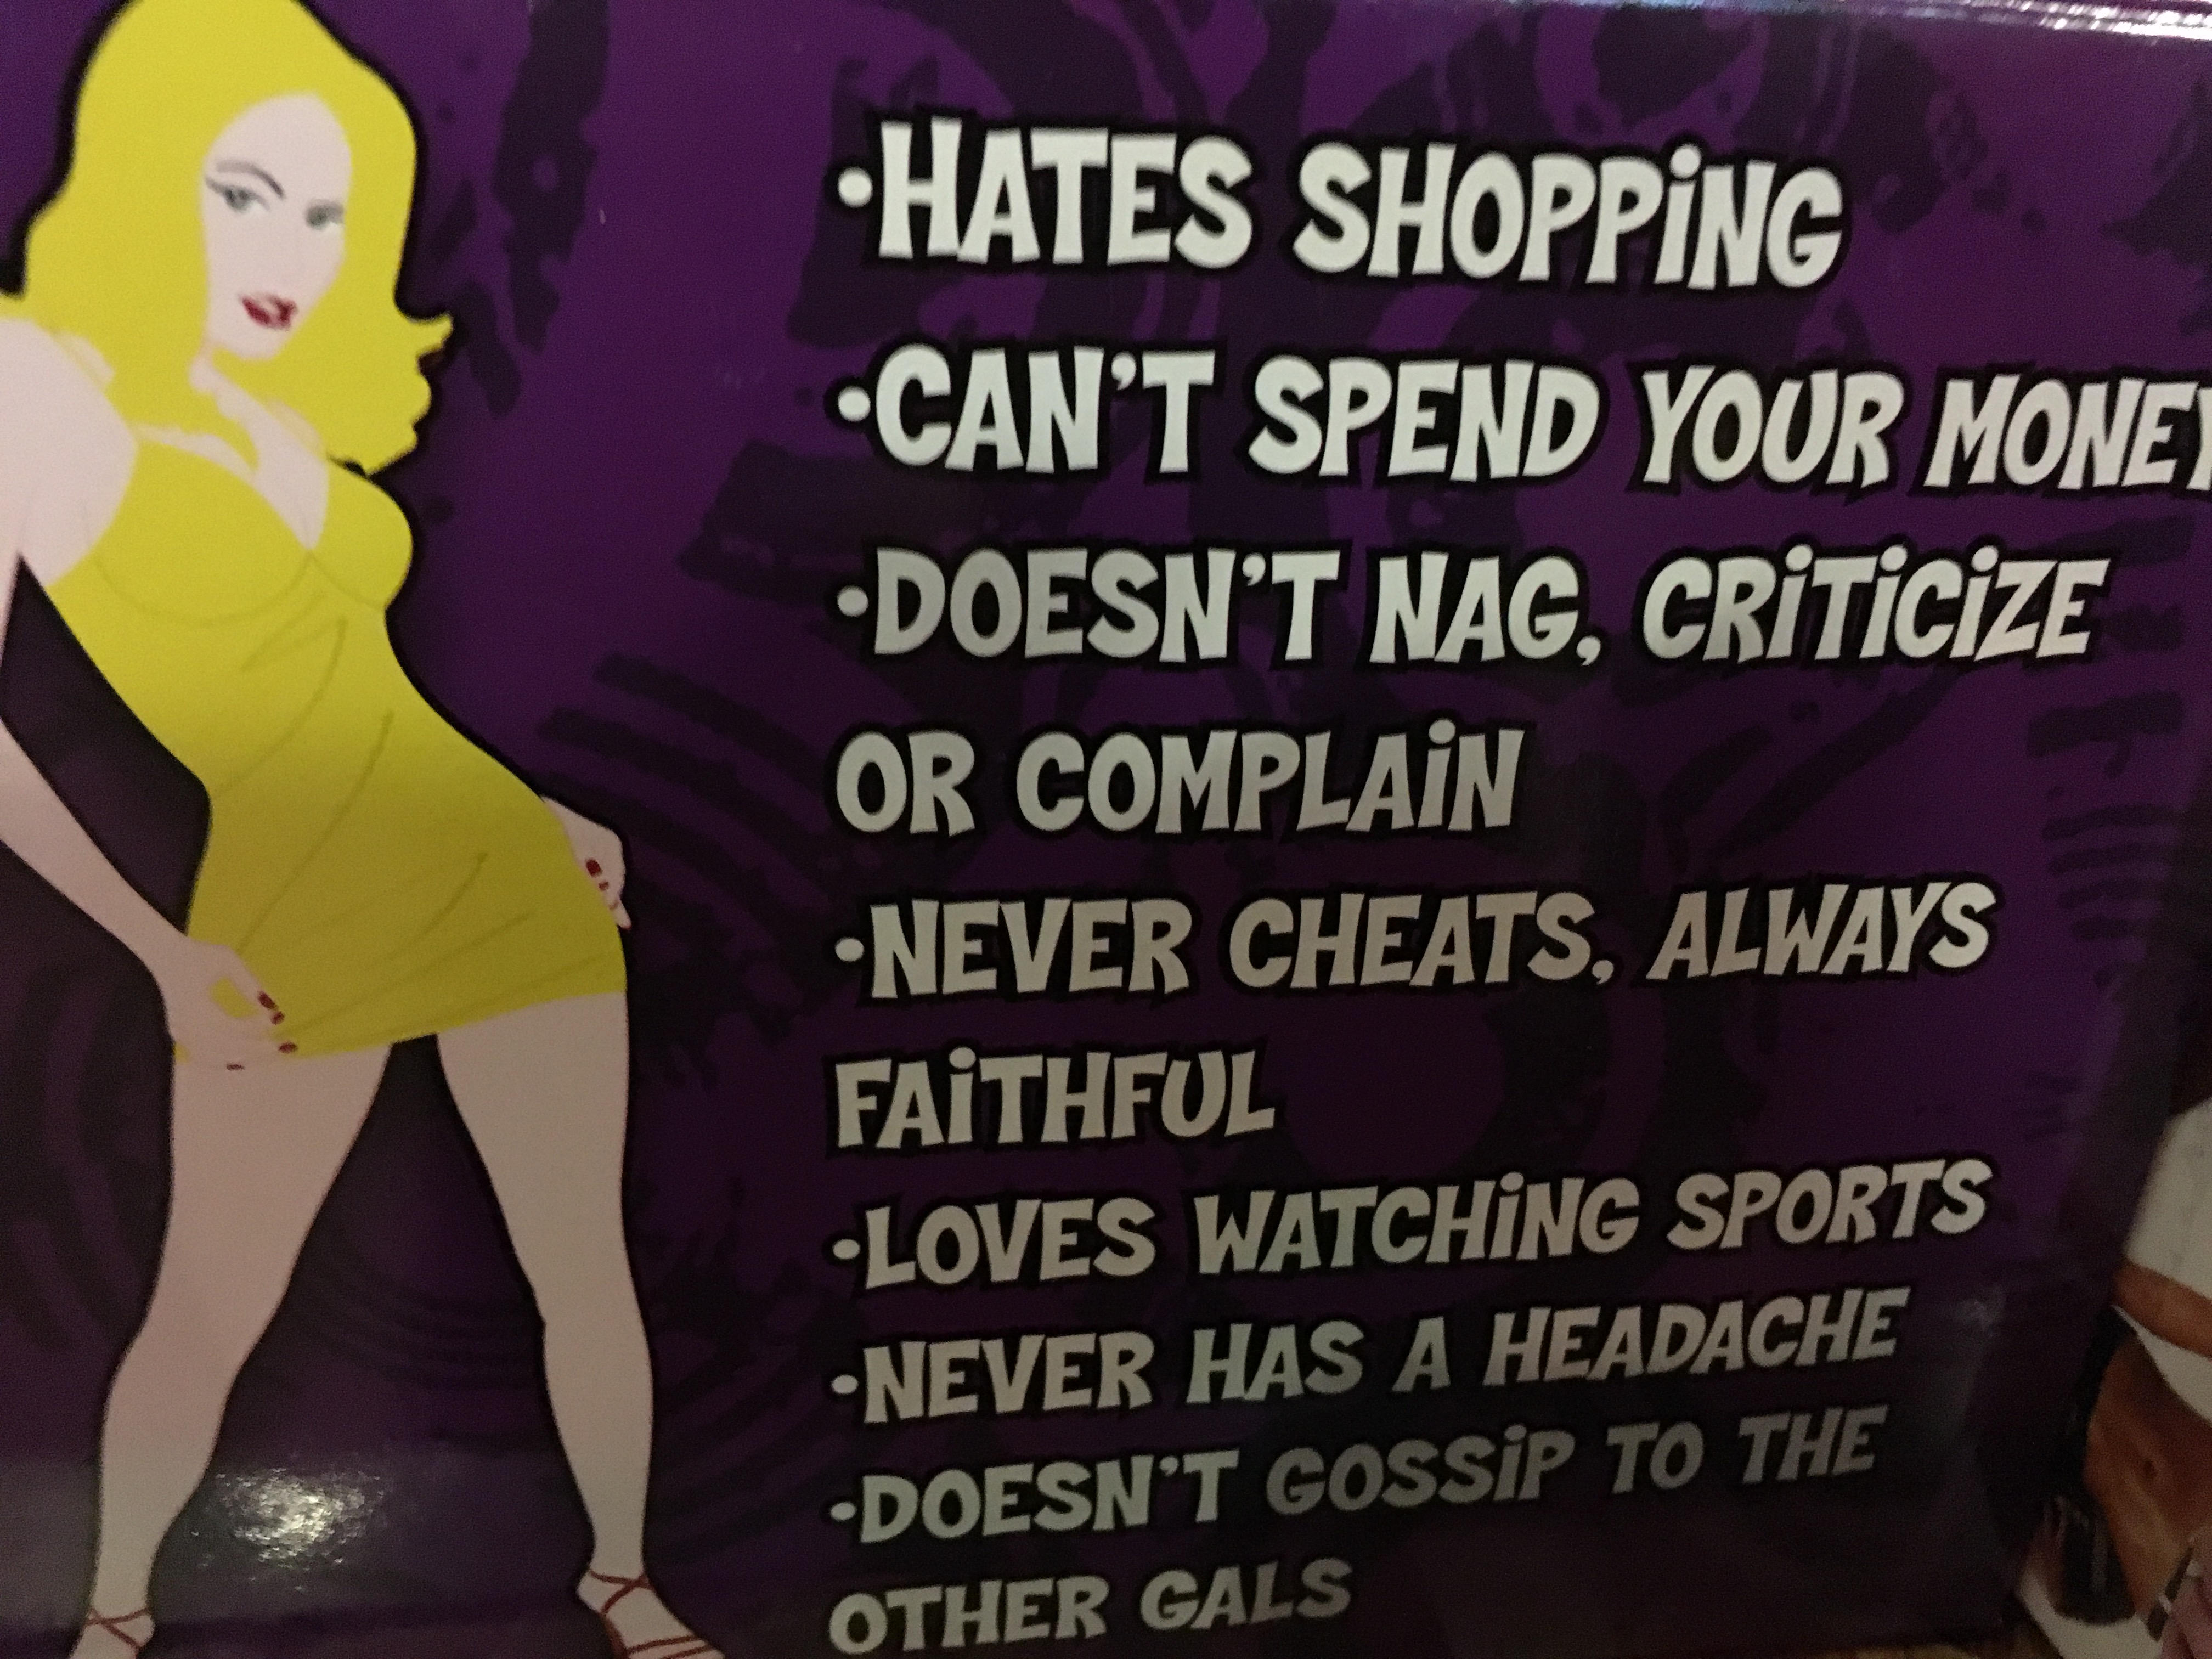 •HATES SHOPPiNG
•CAN'T SPEND YOUR MONEY
•DOESN'T NAG, CRiTiCiZE
OR COMPLAiN
•NEVER CHEATS, ALWAYS
FAiTHFUL
•LOVES WATCHiNG SPORTS
•NEVER HAS A HEADACHE
•DOESN'T GOSSiP TO THE
OTHER GALS